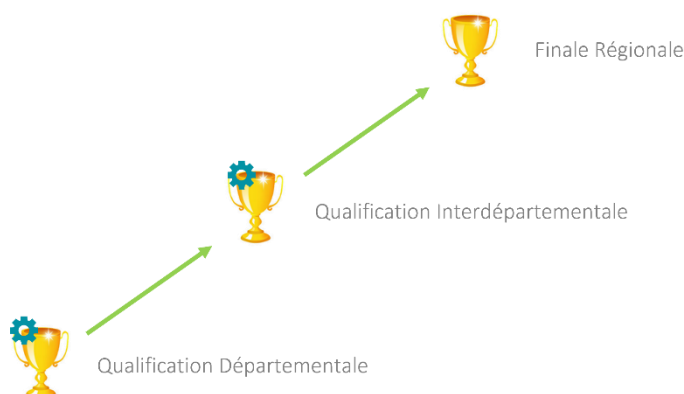 Finale Régionale
Qualification Interdépartementale
Qualification Départementale